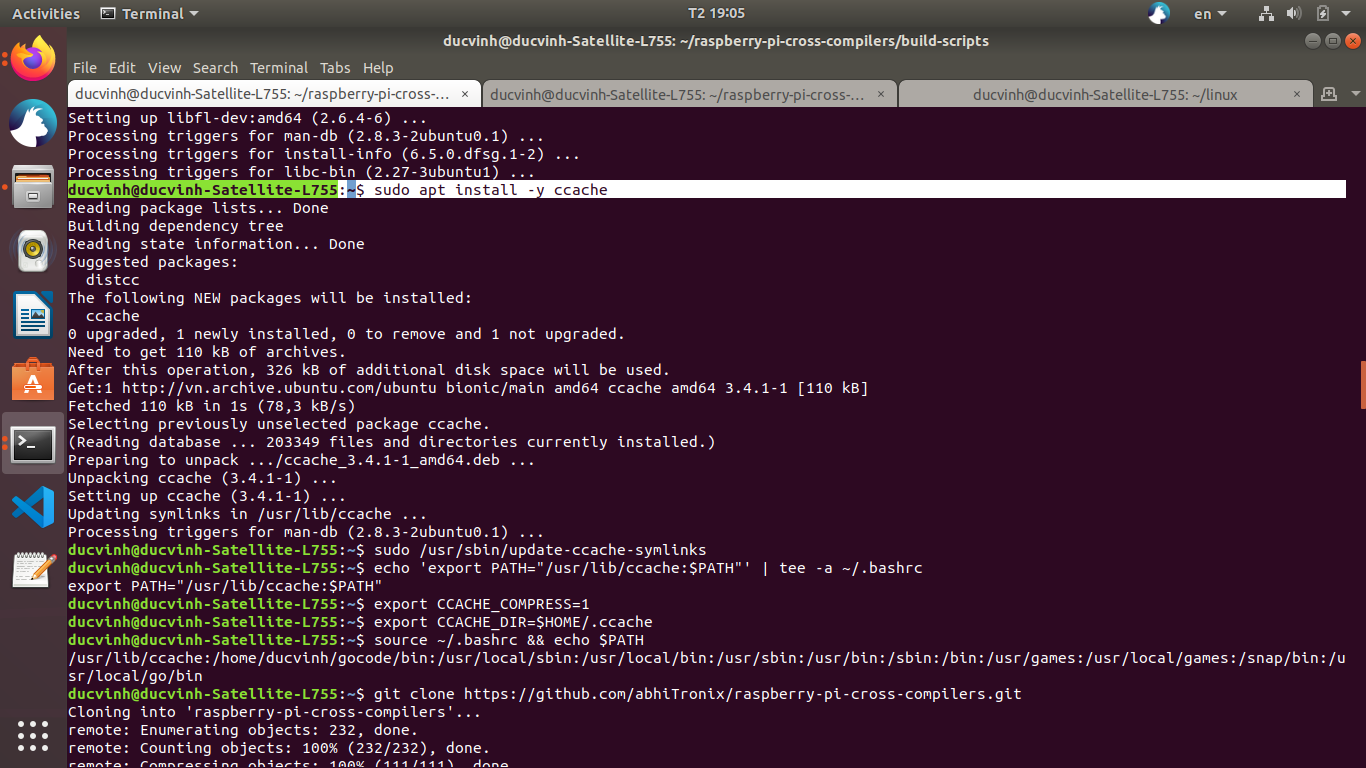 Activities Terminal T2 19:05 en
ducvinh@ducvinh-Satellite-L755: ~/raspberry-pi-cross-compilers/build-scripts
File Edit View Search Terminal Tabs Help
ducvinh@ducvinh-Satellite-L755: ~/raspberry-pi-cross-... × ducvinh@ducvinh-Satellite-L755: ~/raspberry-pi-cross-... × ducvinh@ducvinh-Satellite-L755: ~/linux ×
Setting up libfl-dev:amd64 (2.6.4-6) ...
Processing triggers for man-db (2.8.3-2ubuntu0.1) ...
Processing triggers for install-info (6.5.0.dfsg.1-2) ...
Processing triggers for libc-bin (2.27-3ubuntu1) ...
ducvinh@ducvinh-Satellite-L755:~$ sudo apt install -y ccache
Reading package lists... Done
Building dependency tree
Reading state information... Done
Suggested packages:
  distcc
The following NEW packages will be installed:
  ccache
0 upgraded, 1 newly installed, 0 to remove and 1 not upgraded.
Need to get 110 kB of archives.
After this operation, 326 kB of additional disk space will be used.
Get:1 http://vn.archive.ubuntu.com/ubuntu bionic/main amd64 ccache amd64 3.4.1-1 [110 kB]
Fetched 110 kB in 1s (78,3 kB/s)
Selecting previously unselected package ccache.
(Reading database ... 203349 files and directories currently installed.)
Preparing to unpack .../ccache_3.4.1-1_amd64.deb ...
Unpacking ccache (3.4.1-1) ...
Setting up ccache (3.4.1-1) ...
Updating symlinks in /usr/lib/ccache ...
Processing triggers for man-db (2.8.3-2ubuntu0.1) ...
ducvinh@ducvinh-Satellite-L755:~$ sudo /usr/sbin/update-ccache-symlinks
ducvinh@ducvinh-Satellite-L755:~$ echo 'export PATH="/usr/lib/ccache:$PATH"' | tee -a ~/.bashrc
export PATH="/usr/lib/ccache:$PATH"
ducvinh@ducvinh-Satellite-L755:~$ export CCACHE_COMPRESS=1
ducvinh@ducvinh-Satellite-L755:~$ export CCACHE_DIR=$HOME/.ccache
ducvinh@ducvinh-Satellite-L755:~$ source ~/.bashrc && echo $PATH
/usr/lib/ccache:/home/ducvinh/gocode/bin:/usr/local/sbin:/usr/local/bin:/usr/sbin:/usr/bin:/sbin:/bin:/usr/games:/usr/local/games:/snap/bin:/u
sr/local/go/bin
ducvinh@ducvinh-Satellite-L755:~$ git clone https://github.com/abhiTronix/raspberry-pi-cross-compilers.git
Cloning into 'raspberry-pi-cross-compilers'...
remote: Enumerating objects: 232, done.
remote: Counting objects: 100% (232/232), done.
remote: Compressing objects: 100% (111/111), done.